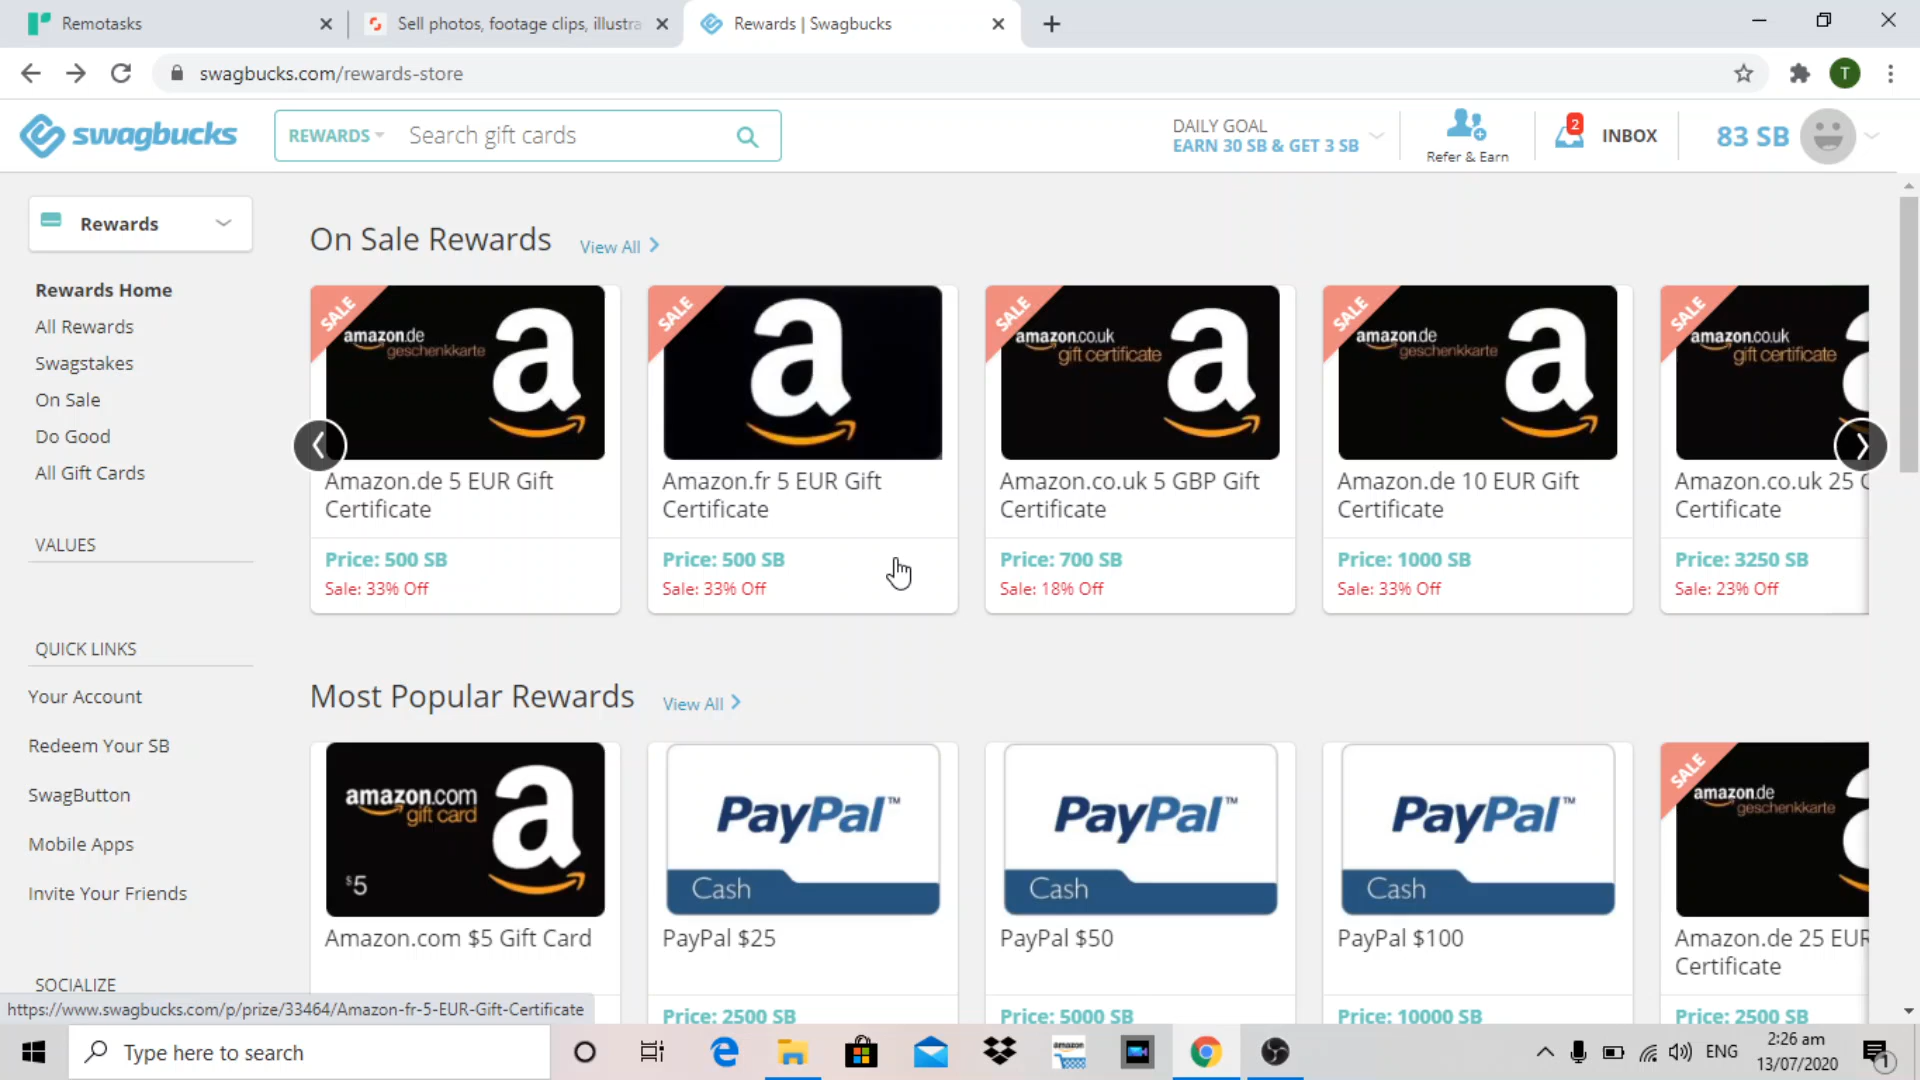 Remotasks
Sell photos, footage clips, illustra
Rewards | Swagbucks
swagbucks.com/rewards-store
T
swagbucks
REWARDS
Search gift cards
DAILY GOAL
EARN 30 SB & GET 3 SB
Refer & Earn
2
INBOX
83 SB
Rewards
Rewards Home
All Rewards
Swagstakes
On Sale
Do Good
All Gift Cards
VALUES
QUICK LINKS
Your Account
Redeem Your SB
SwagButton
Mobile Apps
Invite Your Friends
SOCIALIZE
On Sale Rewards
View All
SALE
amazon.de
geschenkkarte
a
Amazon.de 5 EUR Gift
Certificate
Price: 500 SB
Sale: 33% Off
SALE
a
Amazon.fr 5 EUR Gift
Certificate
Price: 500 SB
Sale: 33% Off
SALE
amazon.co.uk
gift certificate
a
Amazon.co.uk 5 GBP Gift
Certificate
Price: 700 SB
Sale: 18% Off
SALE
amazon.de
geschenkkarte
a
Amazon.de 10 EUR Gift
Certificate
Price: 1000 SB
Sale: 33% Off
SALE
amazon.co.uk
gift certificate
Amazon.co.uk 25
Certificate
Price: 3250 SB
Sale: 23% Off
Most Popular Rewards
View All
amazon.com
gift card
a
$5
Amazon.com $5 Gift Card
PayPal™
Cash
PayPal $25
Price: 2500 SB
PayPal™
Cash
PayPal $50
Price: 5000 SB
PayPal™
Cash
PayPal $100
Price: 10000 SB
SALE
amazon.de
geschenkkarte
Amazon.de 25 EUR
Certificate
Price: 2500 SB
https://www.swagbucks.com/p/prize/33464/Amazon-fr-5-EUR-Gift-Certificate
Type here to search
amazon
ENG
2:26 am
13/07/2020
1